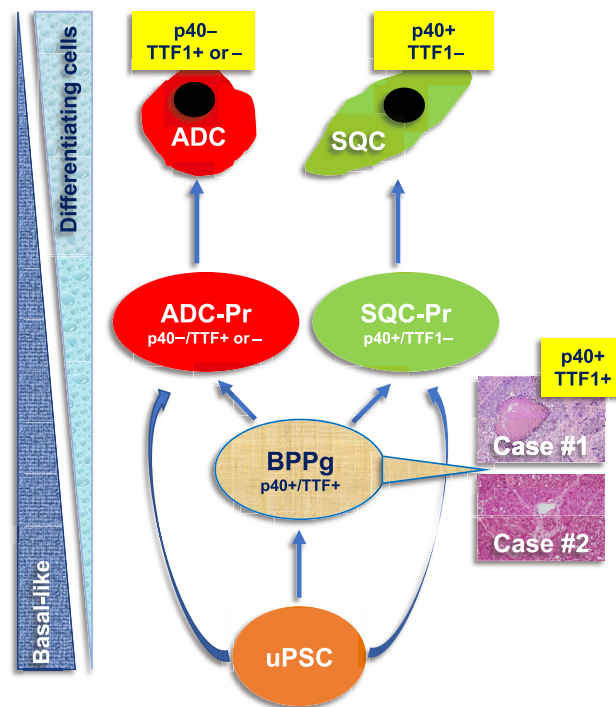 p40–
TTF1+ or –
p40+
TTF1–
Differentiating cells
ADC
SQC
ADC-Pr
p40–/TTF+ or–
SQC-Pr
p40+/TTF1–
p40+
TTF1+
BPPg
p40+/TTF+
Case #1
Case #2
Basal-like
uPSC